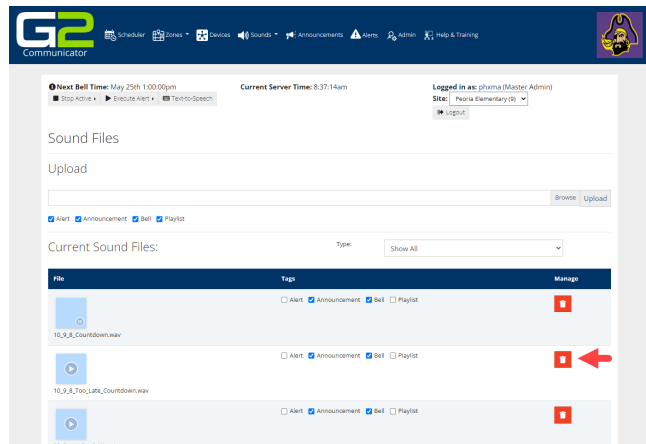 G2
Communicator
Scheduler Zones Devices Sounds Announcements Alerts Admin Help & Training
Next Bell Time: May 25th 1:00:00pm Current Server Time: 8:37:14am Logged in as: phxma (Master Admin)
Stop Active Execute Alert Text-to-Speech Site: Peoria Elementary (9)
Logout
Sound Files
Upload
Browse Upload
Alert Announcement Bell Playlist
Current Sound Files: Type: Show All
File Tags Manage
Alert Announcement Bell Playlist
10_9_8_Countdown.wav
Alert Announcement Bell Playlist
10_9_8_Too_Late_Countdown.wav
Alert Announcement Bell Playlist